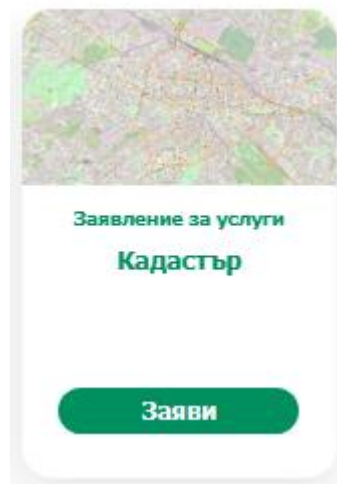 Заявление за услуги
Кадастър
Заяви